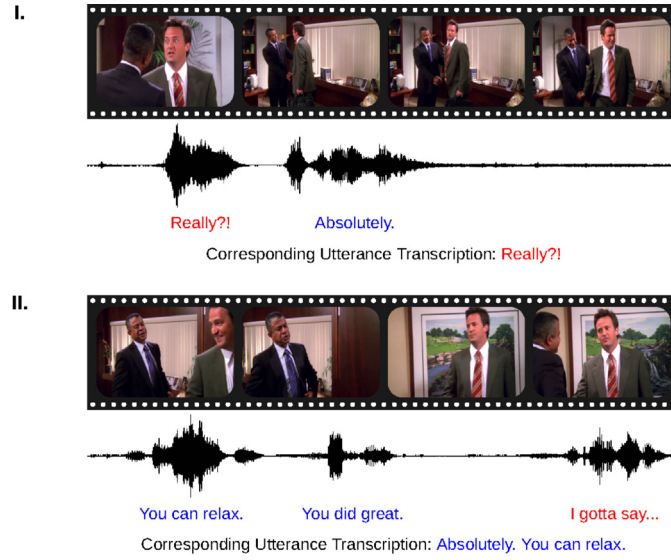 I.
Really?! Absolutely.
Corresponding Utterance Transcription: Really?!
II.
You can relax. You did great. I gotta say...
Corresponding Utterance Transcription: Absolutely. You can relax.